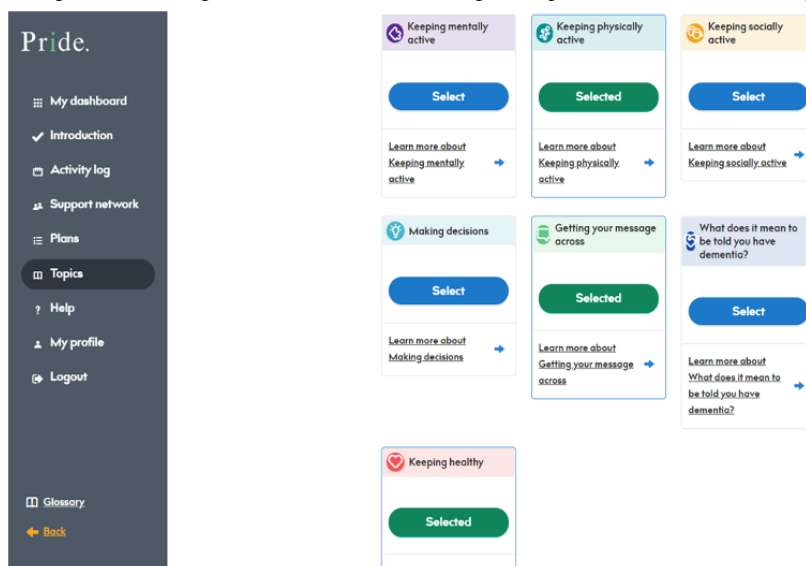 Pride.
My dashboard
Introduction
Activity log
Support network
Plans
Topics
? Help
My profile
Logout
Glossary
Back
Keeping mentally
active
Select
Learn more about
Keeping mentally
active
Keeping physically
active
Selected
Learn more about
Keeping physically
active
Keeping socially
active
Select
Learn more about
Keeping socially active
Making decisions
Select
Learn more about
Making decisions
Getting your message
across
Selected
Learn more about
Getting your message
across
What does it mean to
be told you have
dementia?
Select
Learn more about
What does it mean to
be told you have
dementia?
Keeping healthy
Selected